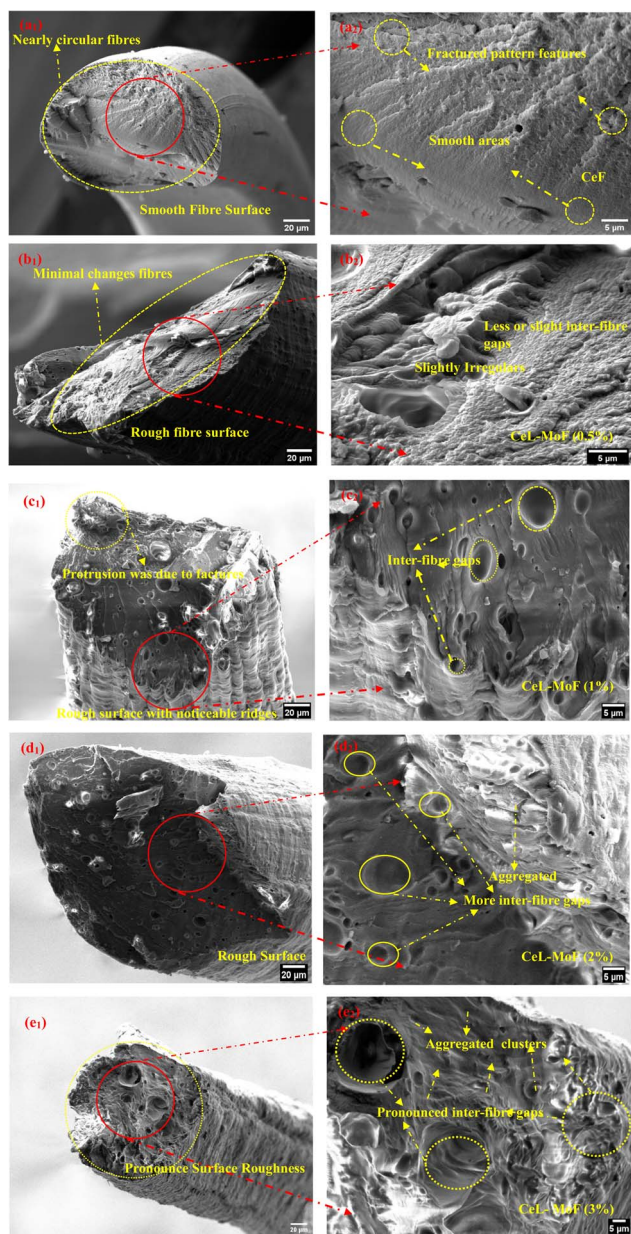 (a₁)
Nearly circular fibres
Smooth Fibre Surface
20 µm
(a₂)
Fractured pattern features
Smooth areas
CeF
5 µm
(b₁)
Minimal changes fibres
Rough fibre surface
20 µm
(b₂)
Less or slight inter-fibre
gaps
Slightly Irregulars
CeL-MoF (0.5%)
5 µm
(c₁)
Protrusion was due to factures
Rough surface with noticeable ridges
20 µm
(c₂)
Inter-fibre gaps
CeL-MoF (1%)
5 µm
(d₁)
Rough Surface
20 µm
(d₂)
Aggregated
More inter-fibre gaps
CeL-MoF (2%)
5 µm
(e₁)
Pronounce Surface Roughness
20 µm
(e₂)
Aggregated clusters
Pronounced inter-fibre gaps
CeL- MoF (3%)
5 µm